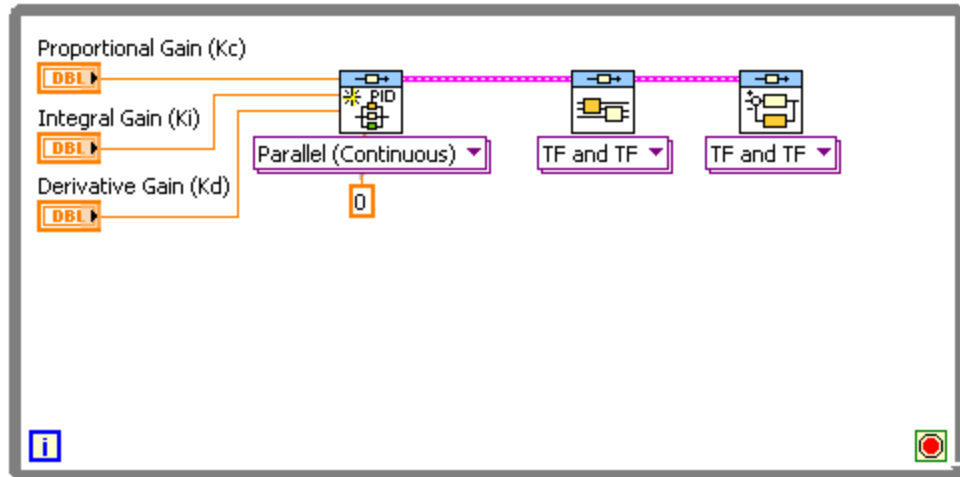 Proportional Gain (Kc)
DBL
PID
Integral Gain (Ki)
DBL
Parallel (Continuous)
TF and TF
TF and TF
Derivative Gain (Kd)
DBL
0
i